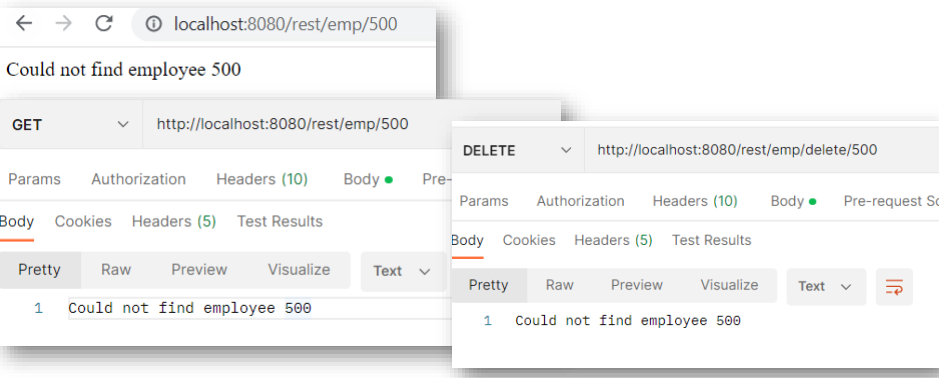 localhost:8080/rest/emp/500
Could not find employee 500
GET http://localhost:8080/rest/emp/500
Params Authorization Headers (10) Body Pre-
Body Cookies Headers (5) Test Results
Pretty Raw Preview Visualize Text
1 Could not find employee 500
DELETE http://localhost:8080/rest/emp/delete/500
Params Authorization Headers (10) Body Pre-request Sc
Body Cookies Headers (5) Test Results
Pretty Raw Preview Visualize Text
1 Could not find employee 500